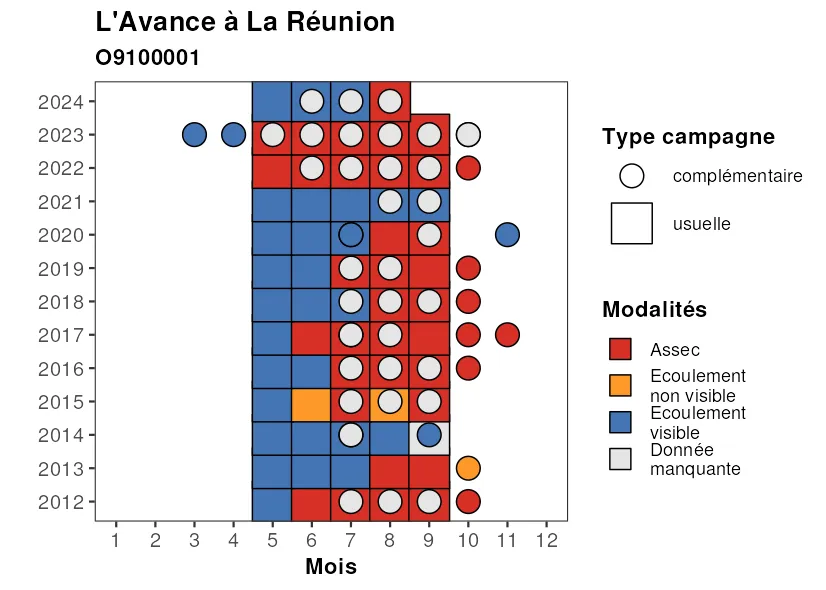 L'Avance à La Réunion
O9100001
2024
2023
2022
2021
2020
2019
2018
2017
2016
2015
2014
2013
2012
1 2 3 4 5 6 7 8 9 10 11 12
Mois
Type campagne
complémentaire
usuelle
Modalités
Assec
Ecoulement
non visible
Ecoulement
visible
Donnée
manquante